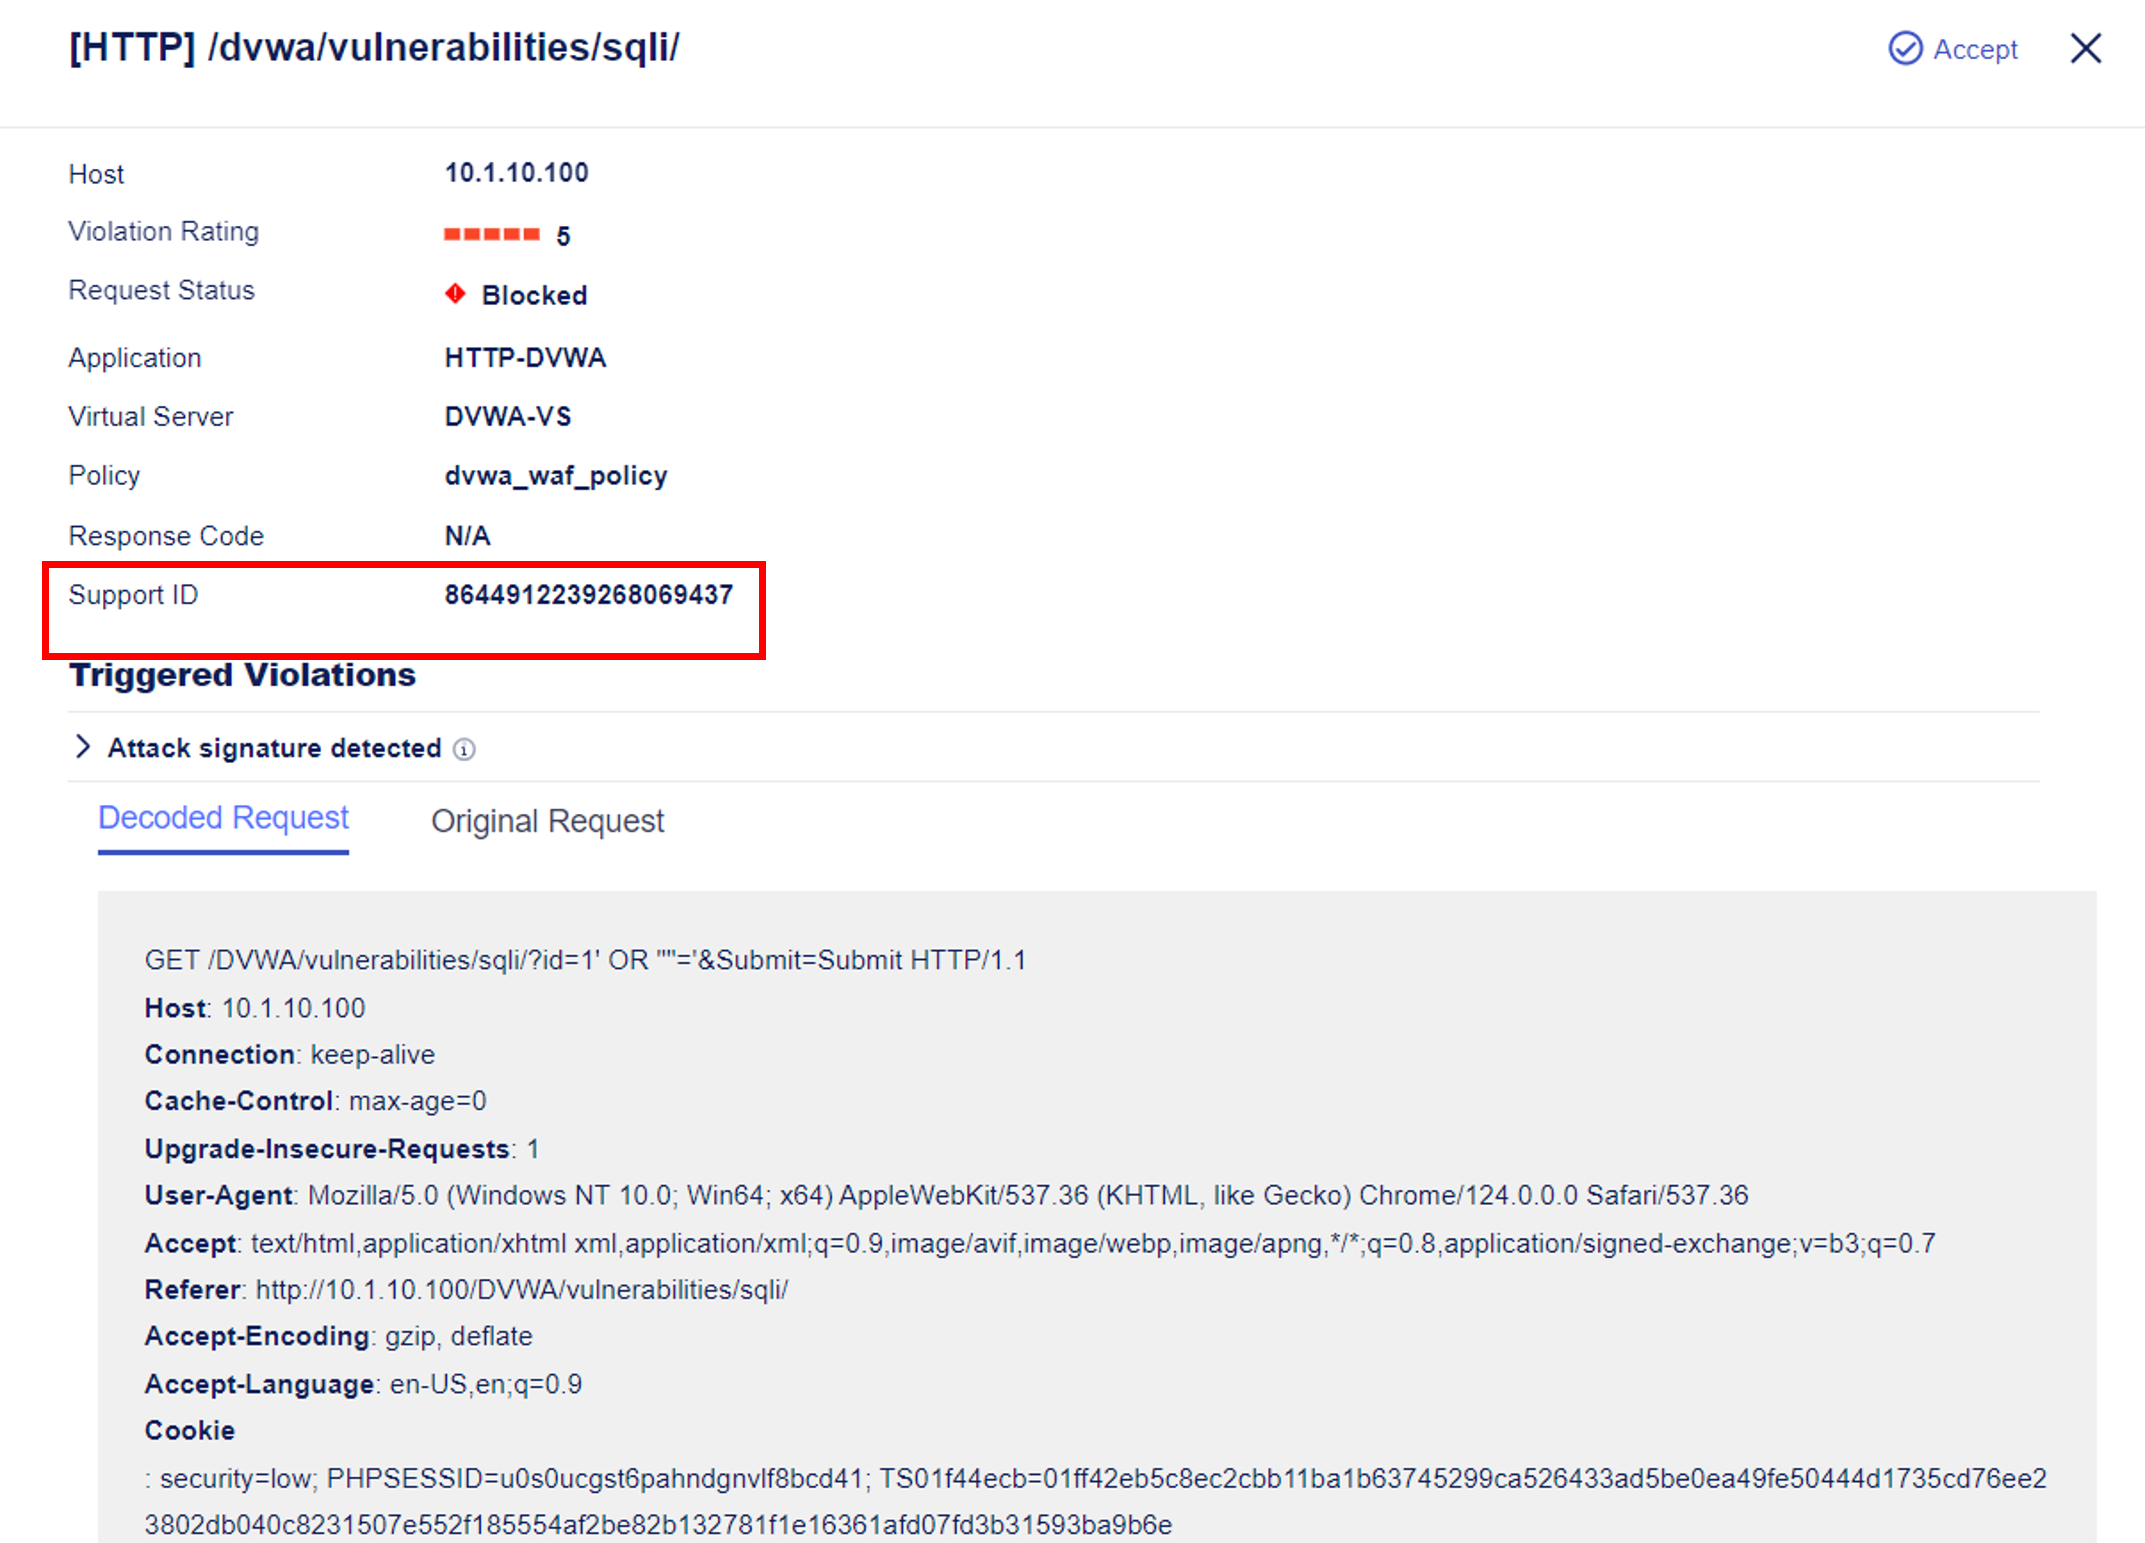 [HTTP] /dvwa/vulnerabilities/sqli/ Accept
Host 10.1.10.100
Violation Rating 5
Request Status Blocked
Application HTTP-DVWA
Virtual Server DVWA-VS
Policy dvwa_waf_policy
Response Code N/A
Support ID 8644912239268069437
Triggered Violations
Attack signature detected
Decoded Request Original Request
GET /DVWA/vulnerabilities/sqli/?id=1' OR '''='&Submit=Submit HTTP/1.1
Host: 10.1.10.100
Connection: keep-alive
Cache-Control: max-age=0
Upgrade-Insecure-Requests: 1
User-Agent: Mozilla/5.0 (Windows NT 10.0; Win64; x64) AppleWebKit/537.36 (KHTML, like Gecko) Chrome/124.0.0.0 Safari/537.36
Accept: text/html,application/xhtml xml,application/xml;q=0.9,image/avif,image/webp,image/apng,*/*;q=0.8,application/signed-exchange;v=b3;q=0.7
Referer: http://10.1.10.100/DVWA/vulnerabilities/sqli/
Accept-Encoding: gzip, deflate
Accept-Language: en-US,en;q=0.9
Cookie
: security=low; PHPSESSID=u0s0ucgst6pahndgnvlf8bcd41; TS01f44ecb=01ff42eb5c8ec2cbb11ba1b63745299ca526433ad5be0ea49fe50444d1735cd76ee2
3802db040c8231507e552f185554af2be82b132781f1e16361afd07fd3b31593ba9b6e